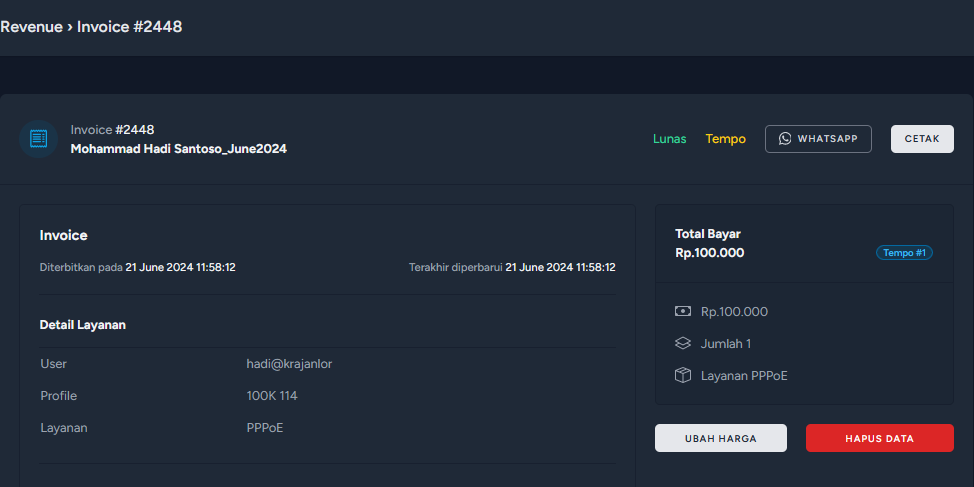 Revenue › Invoice #2448
Invoice #2448
Mohammad Hadi Santoso_June2024
Lunas
Tempo
WHATSAPP
CETAK
Invoice
Diterbitkan pada 21 June 2024 11:58:12
Terakhir diperbarui 21 June 2024 11:58:12
Detail Layanan
User hadi@krajanlor
Profile 100K 114
Layanan PPPoE
Total Bayar
Rp.100.000
Tempo #1
Rp.100.000
Jumlah 1
Layanan PPPoE
UBAH HARGA
HAPUS DATA